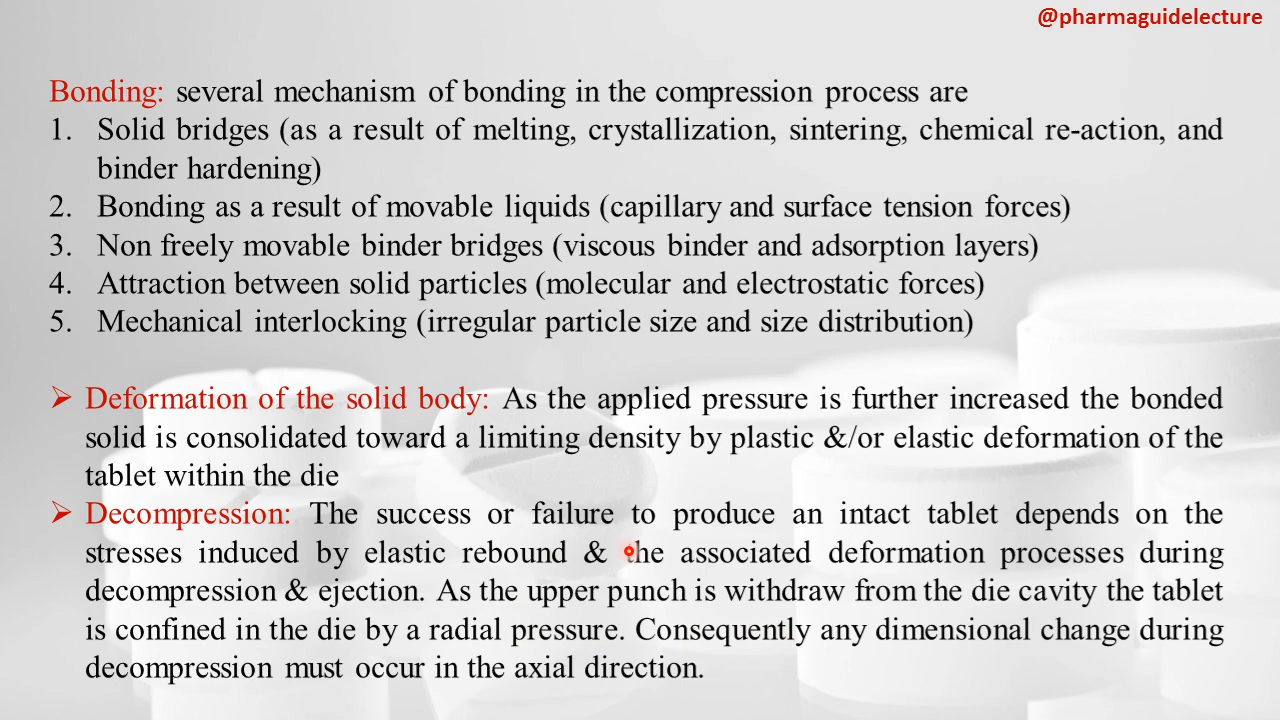 @pharmaguidelecture
Bonding: several mechanism of bonding in the compression process are
1. Solid bridges (as a result of melting, crystallization, sintering, chemical re-action, and
binder hardening)
2. Bonding as a result of movable liquids (capillary and surface tension forces)
3. Non freely movable binder bridges (viscous binder and adsorption layers)
4. Attraction between solid particles (molecular and electrostatic forces)
5. Mechanical interlocking (irregular particle size and size distribution)
➢ Deformation of the solid body: As the applied pressure is further increased the bonded
solid is consolidated toward a limiting density by plastic &/or elastic deformation of the
tablet within the die
➢ Decompression: The success or failure to produce an intact tablet depends on the
stresses induced by elastic rebound & the associated deformation processes during
decompression & ejection. As the upper punch is withdraw from the die cavity the tablet
is confined in the die by a radial pressure. Consequently any dimensional change during
decompression must occur in the axial direction.